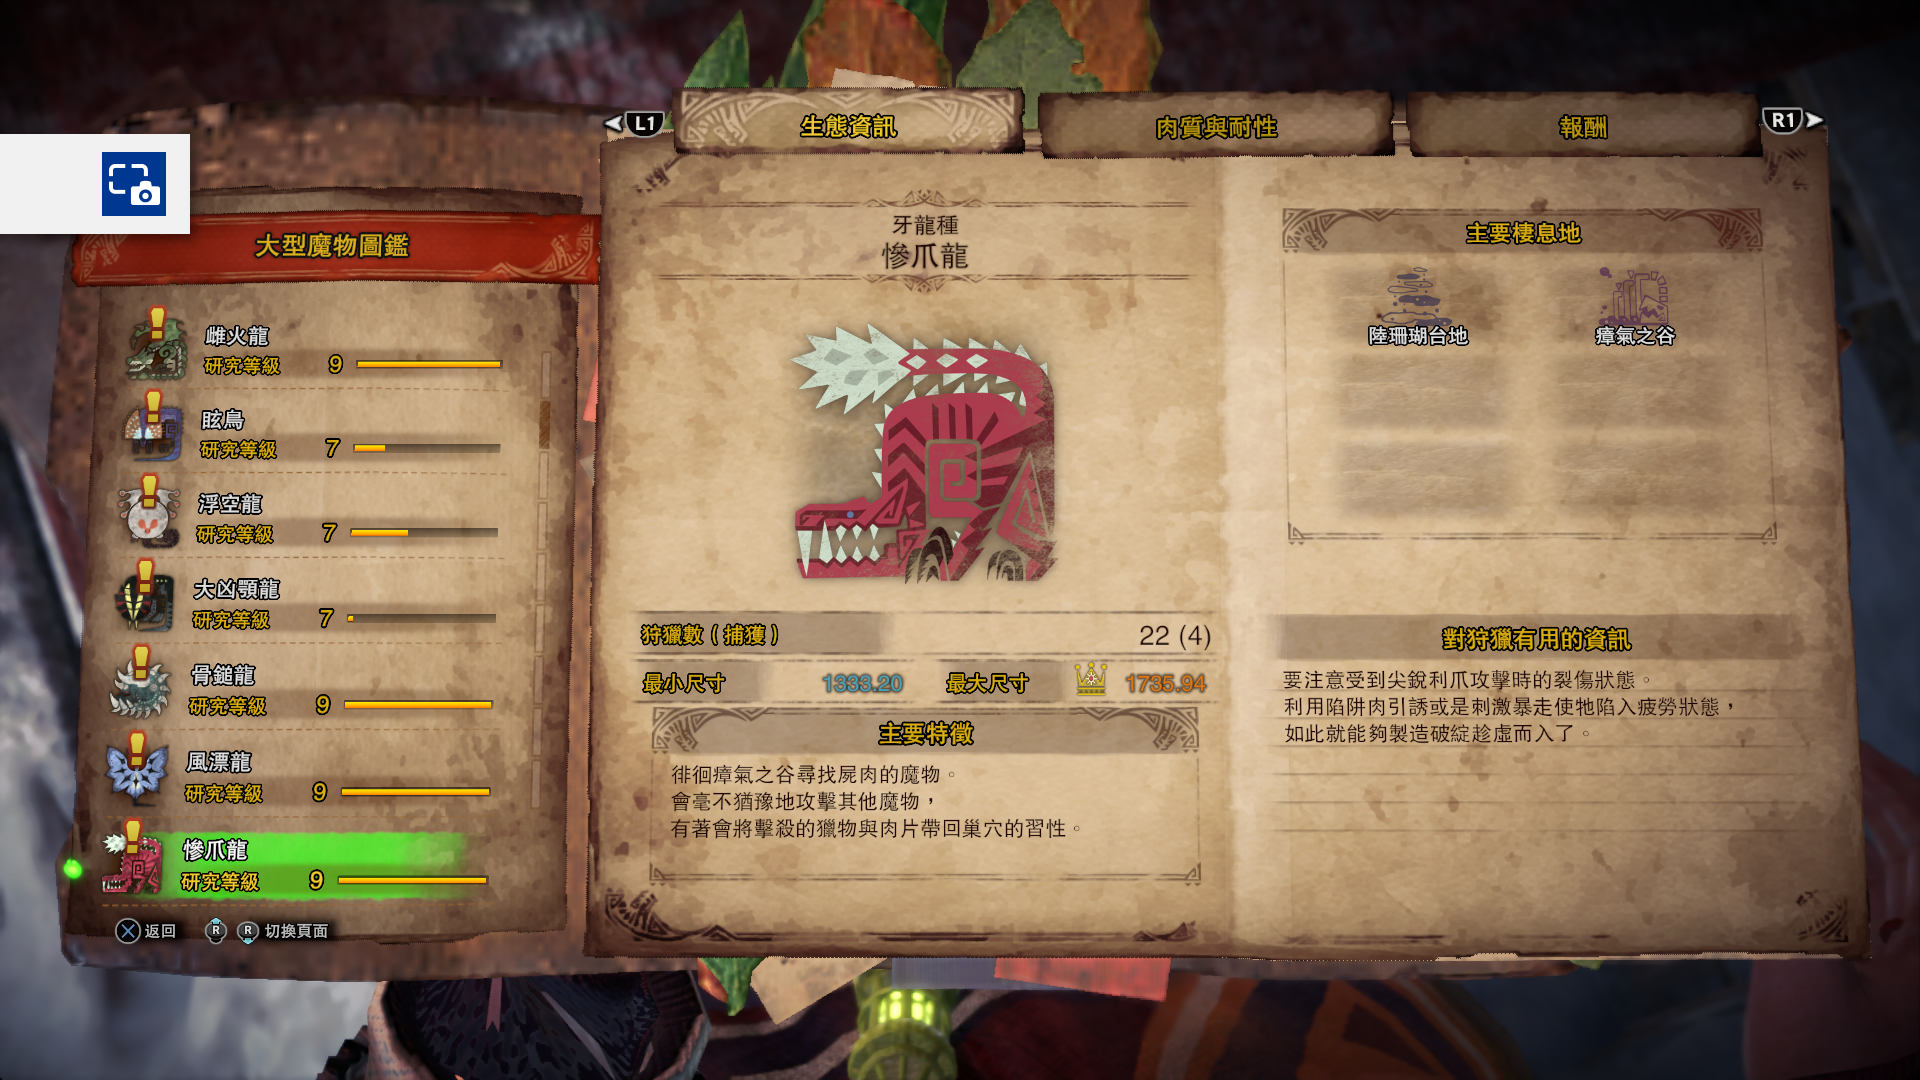 L1
生態資訊
肉質與耐性
報酬
R1
大型魔物圖鑑
雌火龍
研究等級 9
眩鳥
研究等級 7
浮空龍
研究等級 7
大凶顎龍
研究等級 7
骨鎚龍
研究等級 9
風漂龍
研究等級 9
慘爪龍
研究等級 9
返回
R R 切換頁面
牙龍種
慘爪龍
狩獵數(捕獲) 22 (4)
最小尺寸 1333.20 最大尺寸 1735.94
主要特徵
徘徊瘴氣之谷尋找屍肉的魔物。
會毫不猶豫地攻擊其他魔物，
有著會將擊殺的獵物與肉片帶回巢穴的習性。
主要棲息地
陸珊瑚台地 瘴氣之谷
對狩獵有用的資訊
要注意受到尖銳利爪攻擊時的裂傷狀態。
利用陷阱肉引誘或是刺激暴走使牠陷入疲勞狀態，
如此就能夠製造破綻趁虛而入了。